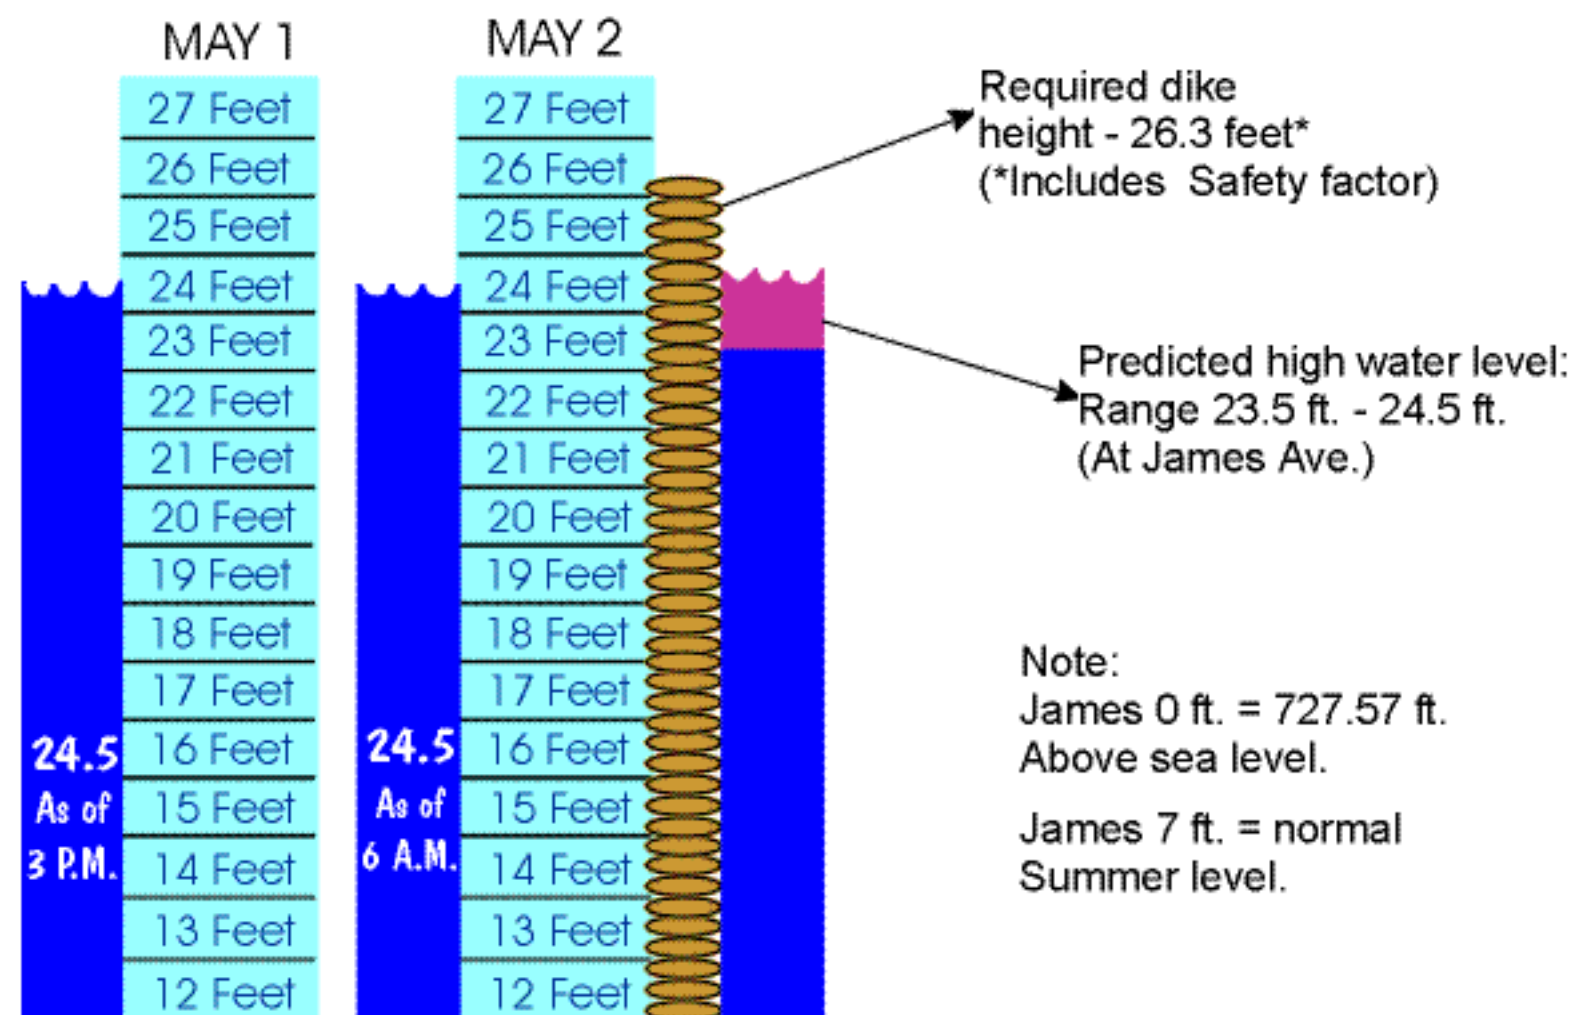 MAY 1
27 Feet
26 Feet
25 Feet
24 Feet
23 Feet
22 Feet
21 Feet
20 Feet
19 Feet
18 Feet
17 Feet
16 Feet
15 Feet
14 Feet
13 Feet
12 Feet
24.5
As of
3 P.M.
MAY 2
27 Feet
26 Feet
25 Feet
24 Feet
23 Feet
22 Feet
21 Feet
20 Feet
19 Feet
18 Feet
17 Feet
16 Feet
15 Feet
14 Feet
13 Feet
12 Feet
24.5
As of
6 A.M.
Required dike
height - 26.3 feet*
(*Includes Safety factor)
Predicted high water level:
Range 23.5 ft. - 24.5 ft.
(At James Ave.)
Note:
James 0 ft. = 727.57 ft.
Above sea level.
James 7 ft. = normal
Summer level.